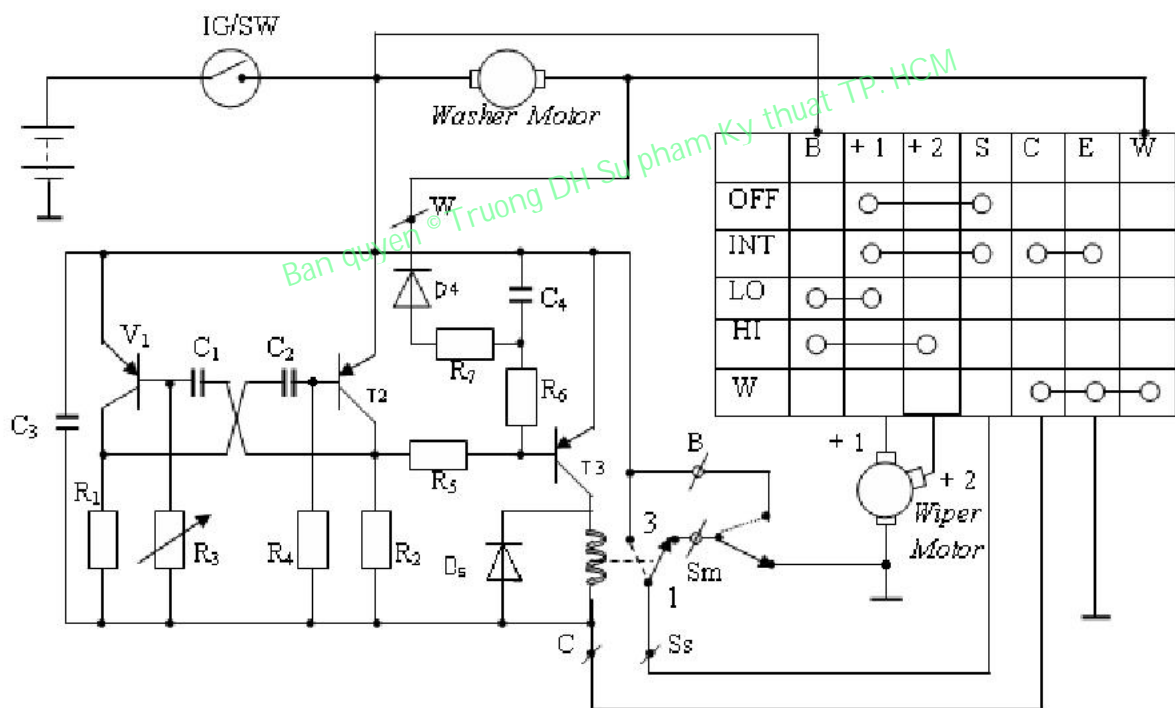 IG/SW
Washer Motor
Ban quyen © Truong DH Su pham Ky thuat TP. HCM
B + 1 + 2 S C E W
OFF
INT
LO
HI
W
W
D4
C4
V1
C1
C2
T2
R7
R6
C3
R5
T3
B
R1
R3
R4
R2
D5
3
Sm
1
C
Ss
+ 1
+ 2
Wiper
Motor